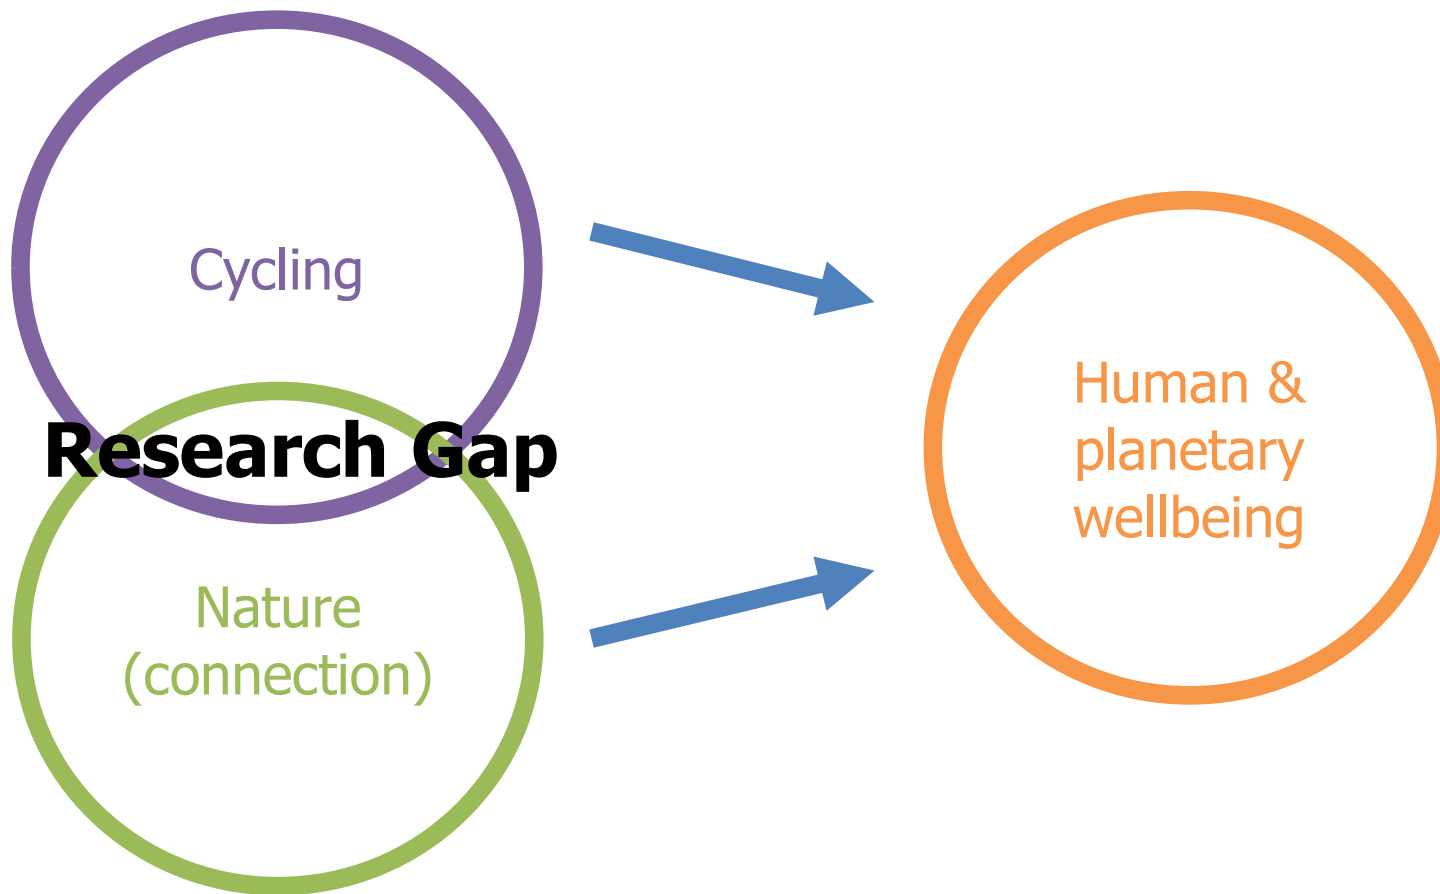 Cycling
Research Gap
Nature
(connection)
Human &
planetary
wellbeing